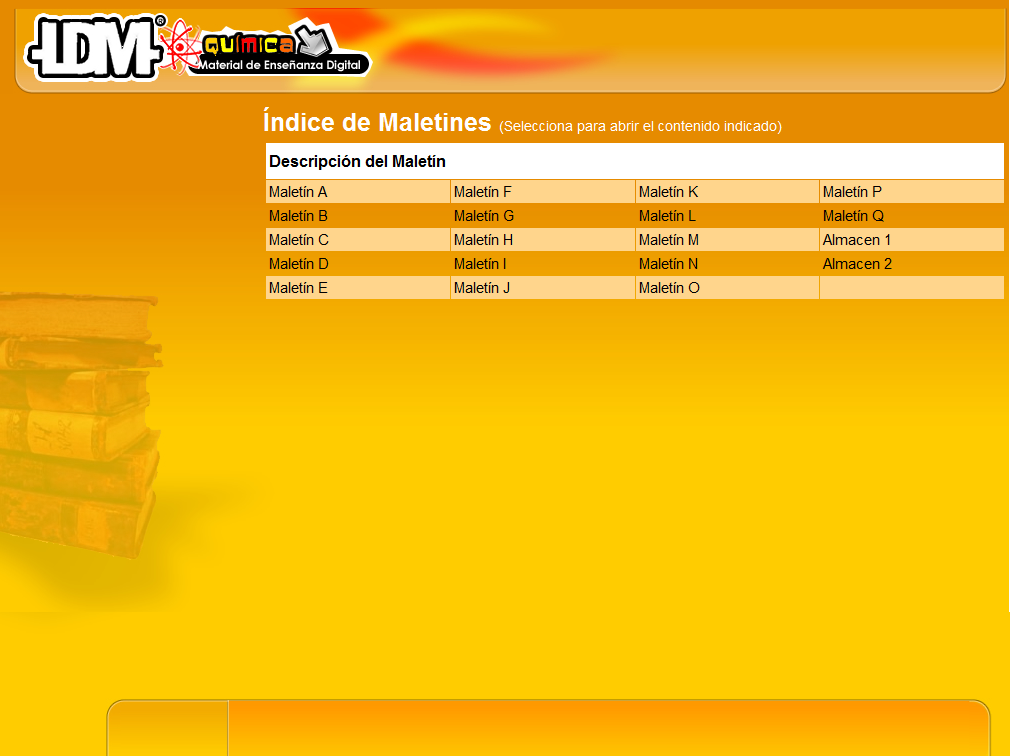 IDM®
QUÍMICA
Material de Enseñanza Digital
Índice de Maletines (Selecciona para abrir el contenido indicado)
Descripción del Maletín
Maletín A Maletín F Maletín K Maletín P
Maletín B Maletín G Maletín L Maletín Q
Maletín C Maletín H Maletín M Almacen 1
Maletín D Maletín I Maletín N Almacen 2
Maletín E Maletín J Maletín O